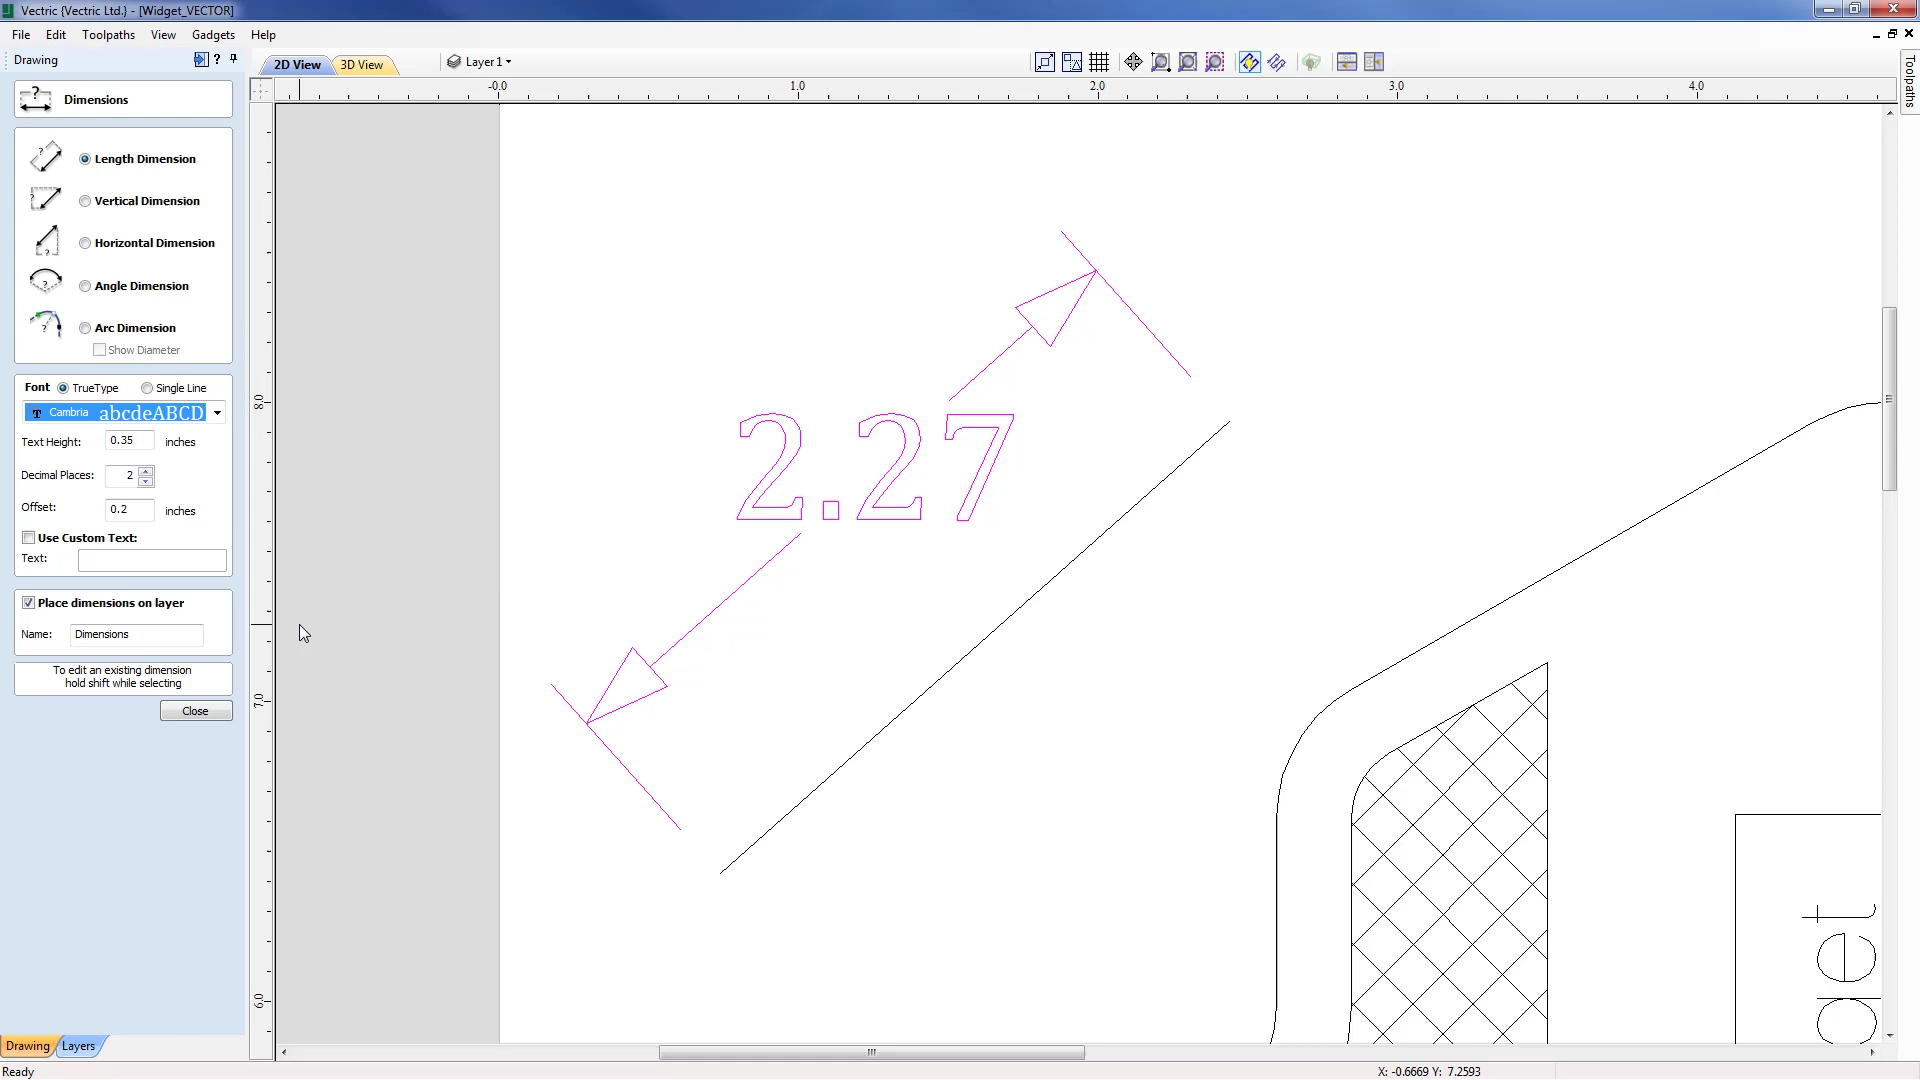 Vectric {Vectric Ltd.} - [Widget_VECTOR]
File Edit Toolpaths View Gadgets Help
Drawing
?
2D View
3D View
Layer 1
Toolpaths
-0.0 1.0 2.0 3.0 4.0
Dimensions
Length Dimension
Vertical Dimension
Horizontal Dimension
Angle Dimension
Arc Dimension
Show Diameter
Font TrueType Single Line
T Cambria abcdeABCD
Text Height: 0.35 inches
Decimal Places: 2
Offset: 0.2 inches
Use Custom Text:
Text:
Place dimensions on layer
Name: Dimensions
To edit an existing dimension
hold shift while selecting
Close
8.0
7.0
6.0
2.27
Drawing Layers
Ready
X: -0.6669 Y: 7.2593